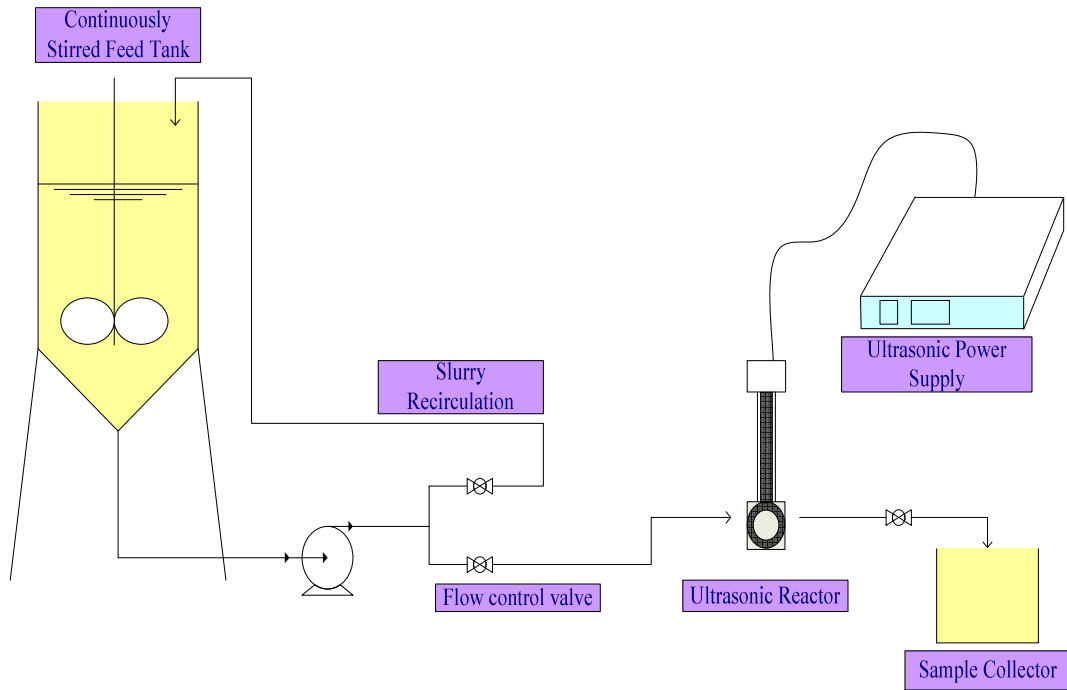 Continuously
Stirred Feed Tank
Slurry
Recirculation
Ultrasonic Power
Supply
Flow control valve
Ultrasonic Reactor
Sample Collector